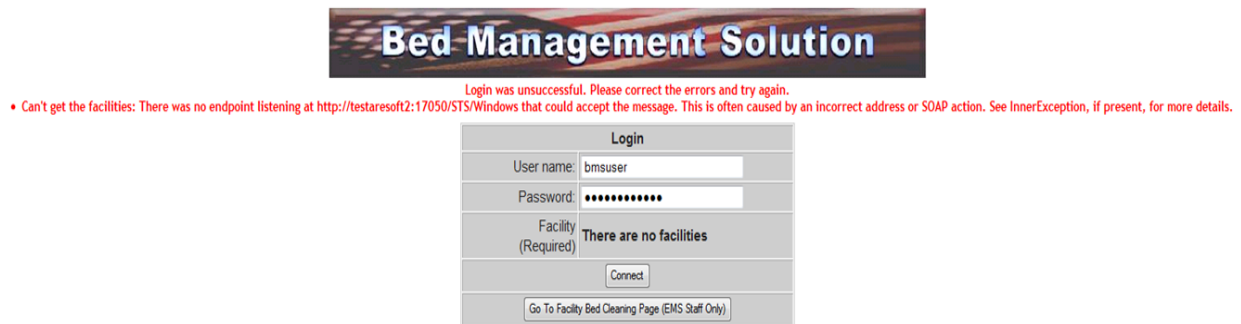 Bed Management Solution
Login was unsuccessful. Please correct the errors and try again.
• Can't get the facilities: There was no endpoint listening at http://testaresoft2:17050/STS/Windows that could accept the message. This is often caused by an incorrect address or SOAP action. See InnerException, if present, for more details.
Login
User name: bmsuser
Password: ••••••••••••
Facility
(Required) There are no facilities
Connect
Go To Facility Bed Cleaning Page (EMS Staff Only)